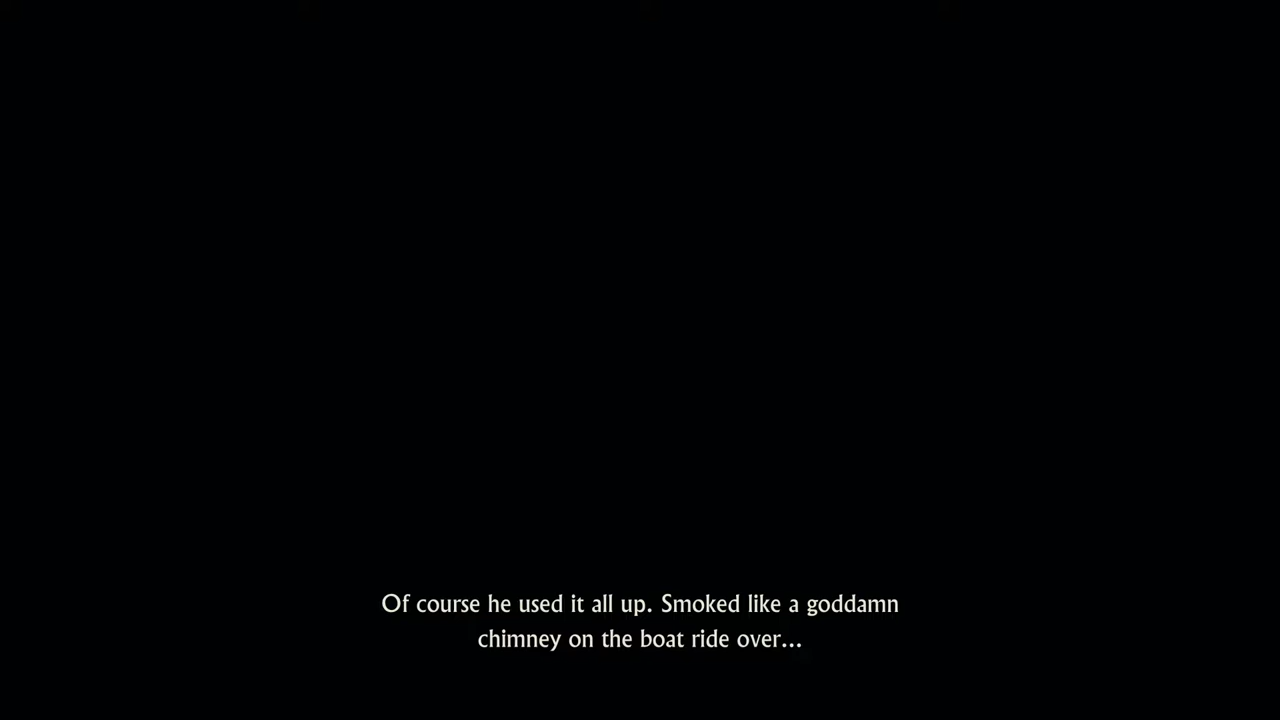 Of course he used it all up. Smoked like a goddamn
chimney on the boat ride over...